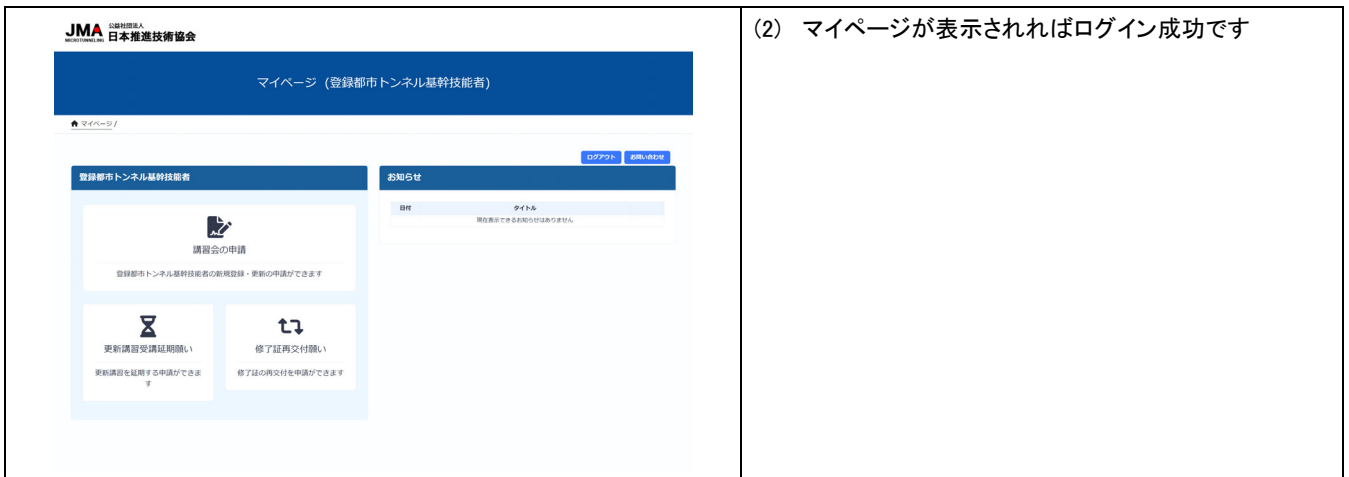 JMA 公益社団法人
MICROTUNNELING 日本推進技術協会
マイページ (登録都市トンネル基幹技能者)
マイページ /
ログアウト お問い合わせ
登録都市トンネル基幹技能者
講習会の申請
登録都市トンネル基幹技能者の新規登録・更新の申請ができます
更新講習受講延期願い
更新講習を延期する申請ができま
す
修了証再交付願い
修了証の再交付を申請ができます
お知らせ
日付 タイトル
現在表示できるお知らせはありません
(2) マイページが表示されればログイン成功です